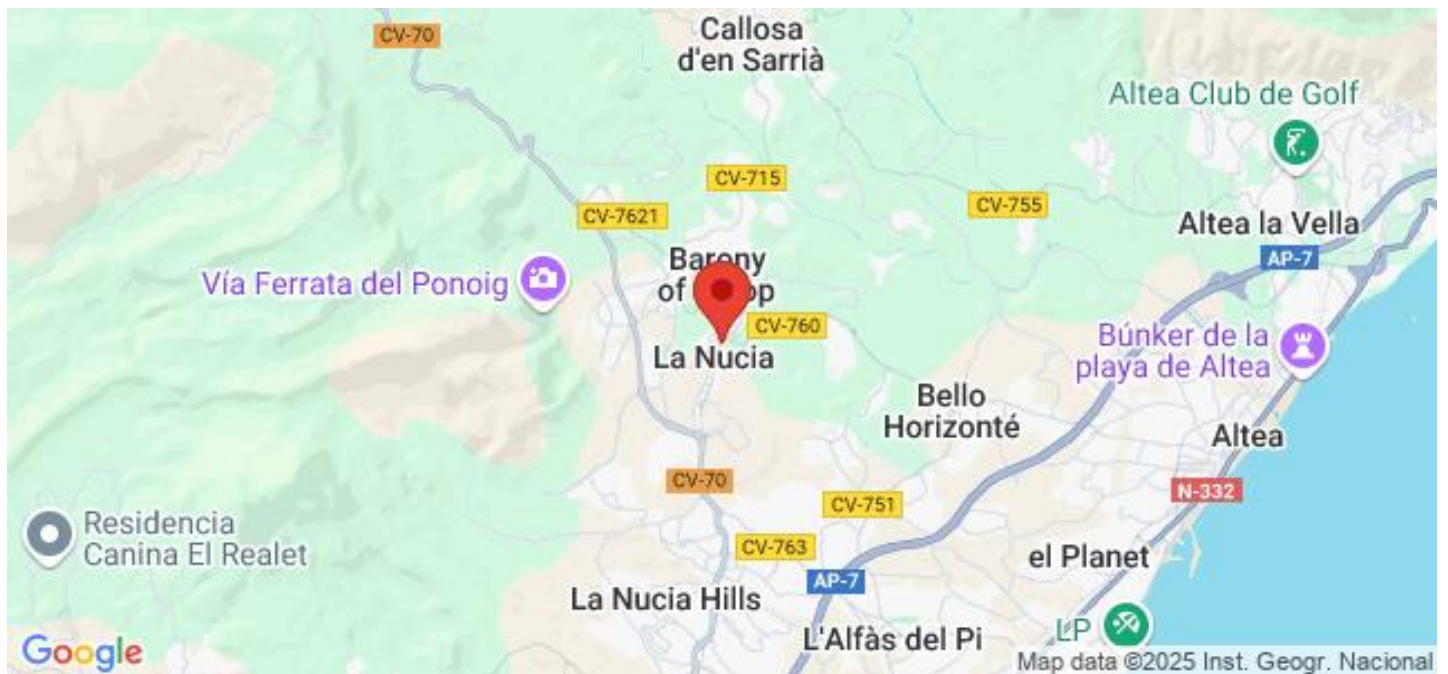 CV-70
Callosa
d'en Sarrià
Altea Club de Golf
CV-715
CV-7621
CV-755
Altea la Vella
AP-7
Vía Ferrata del Ponoig
Barony
of
CV-760
La Nucia
Búnker de la
playa de Altea
Bello
Horizonté
Altea
CV-70
N-332
CV-751
Residencia
Canina El Realet
CV-763
el Planet
AP-7
La Nucia Hills
L'Alfàs del Pi
LP
Google
Map data ©2025 Inst. Geogr. Nacional